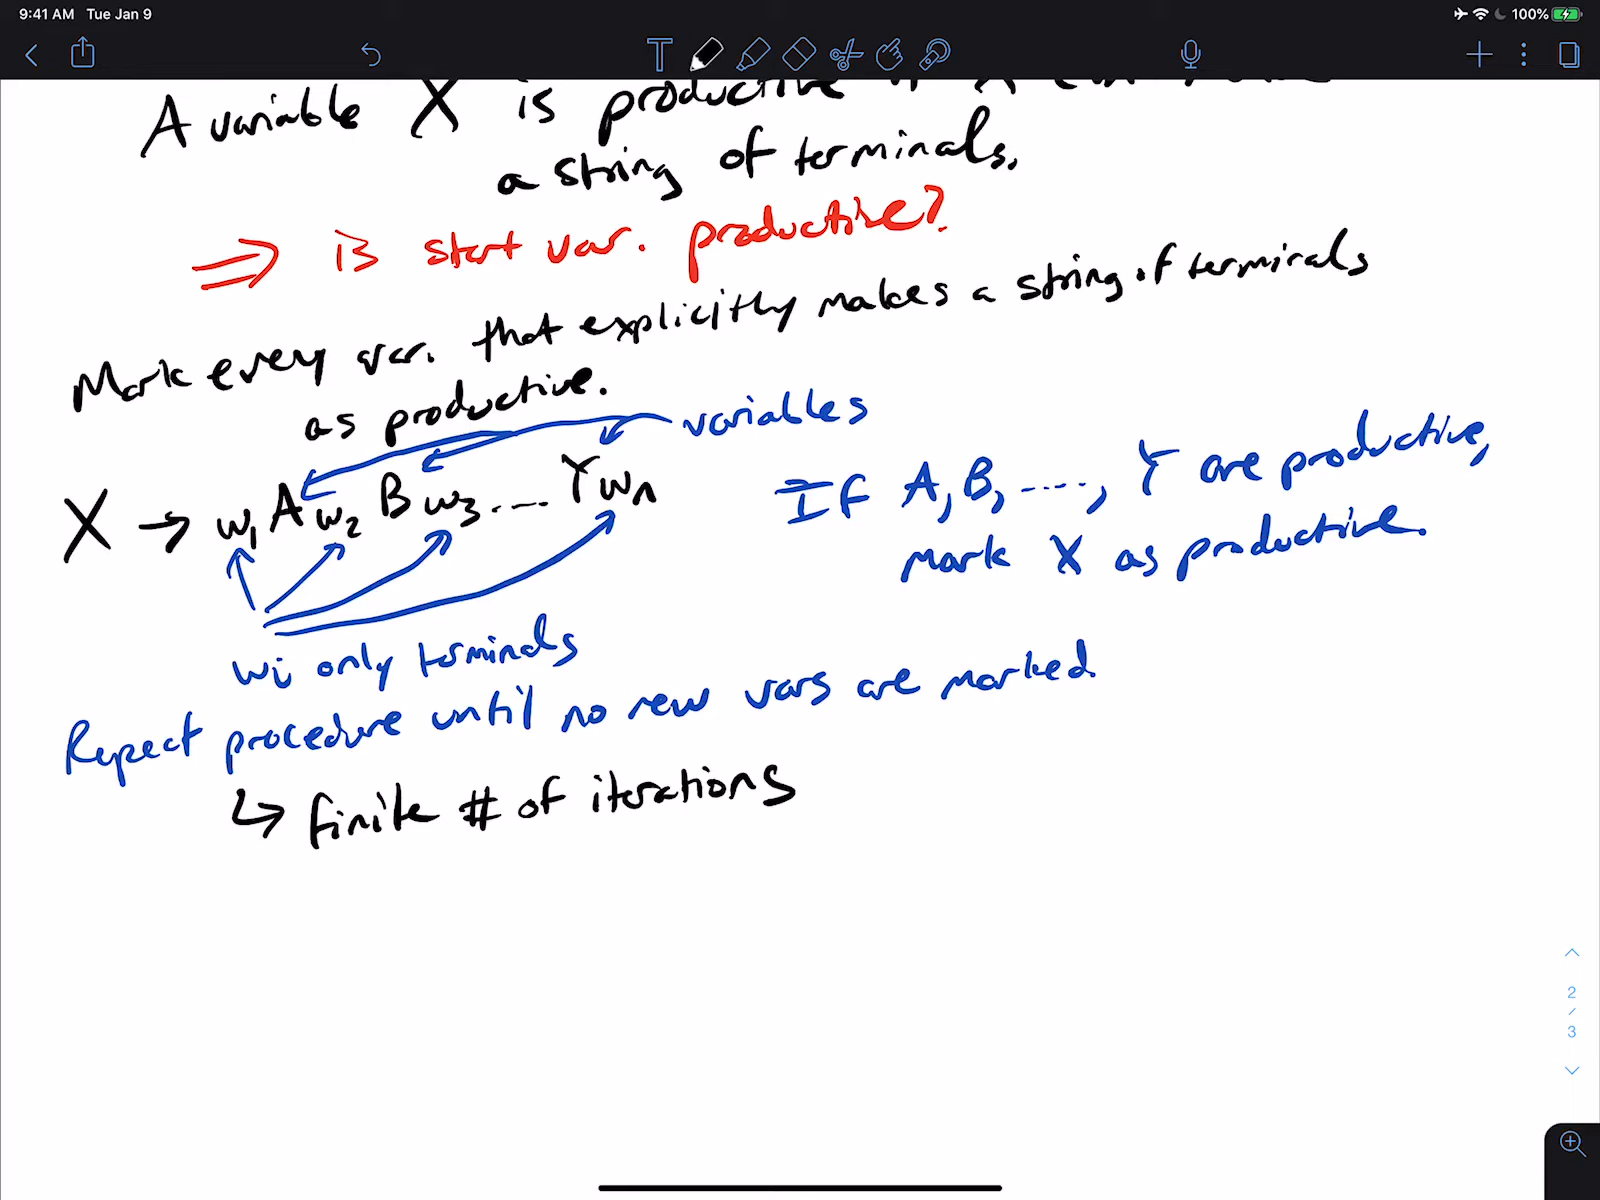 9:41 AM Tue Jan 9
100%
A variable X is productive if X can
a string of terminals.
⇒ is start var. productive?
Mark every var. that explicitly makes a string of terminals
as productive.
variables
X → w1 A w2 B w3 .... Y wn
If A, B, ...., Y are productive,
mark X as productive.
wi only terminals
Repeat procedure until no new vars are marked.
↳ finite # of iterations
2
/
3